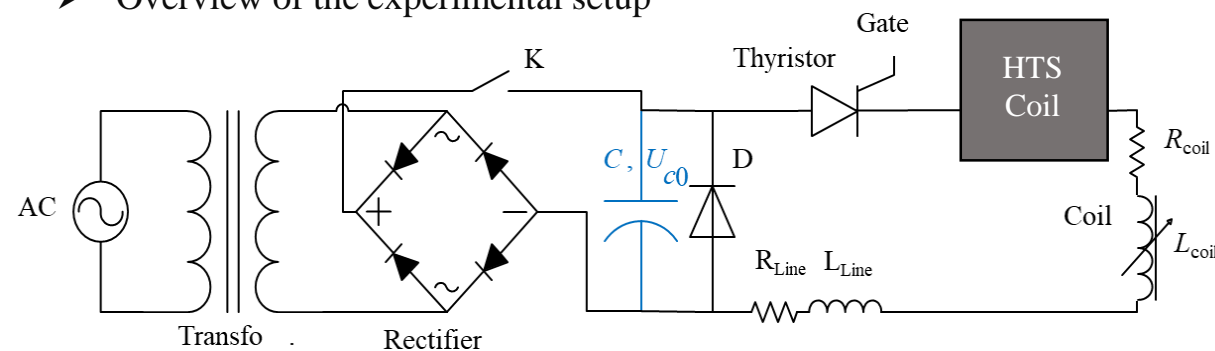 ➤ Overview of the experimental setup
Gate
K
Thyristor
HTS
Coil
~
C, U_c0
D
R_coil
AC
+
−
Coil
L_coil
R_Line L_Line
~
Transfo .
Rectifier